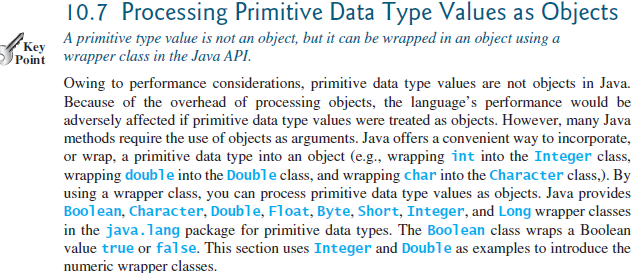 10.7 Processing Primitive Data Type Values as Objects
Key
Point
A primitive type value is not an object, but it can be wrapped in an object using a
wrapper class in the Java API.
Owing to performance considerations, primitive data type values are not objects in Java.
Because of the overhead of processing objects, the language's performance would be
adversely affected if primitive data type values were treated as objects. However, many Java
methods require the use of objects as arguments. Java offers a convenient way to incorporate,
or wrap, a primitive data type into an object (e.g., wrapping int into the Integer class,
wrapping double into the Double class, and wrapping char into the Character class,). By
using a wrapper class, you can process primitive data type values as objects. Java provides
Boolean, Character, Double, Float, Byte, Short, Integer, and Long wrapper classes
in the java.lang package for primitive data types. The Boolean class wraps a Boolean
value true or false. This section uses Integer and Double as examples to introduce the
numeric wrapper classes.